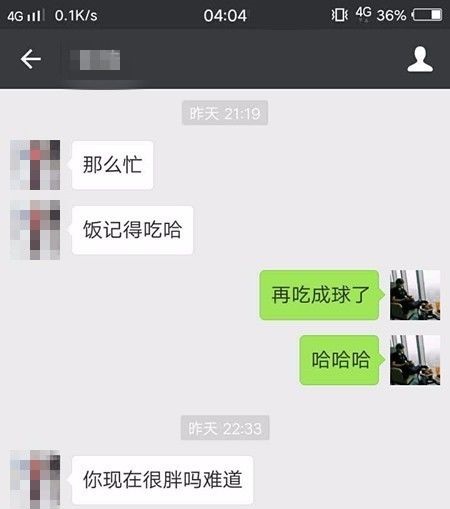 4G 0.1K/s 04:04 4G 36%
昨天 21:19
那么忙
饭记得吃哈
再吃成球了
哈哈哈
昨天 22:33
你现在很胖吗难道